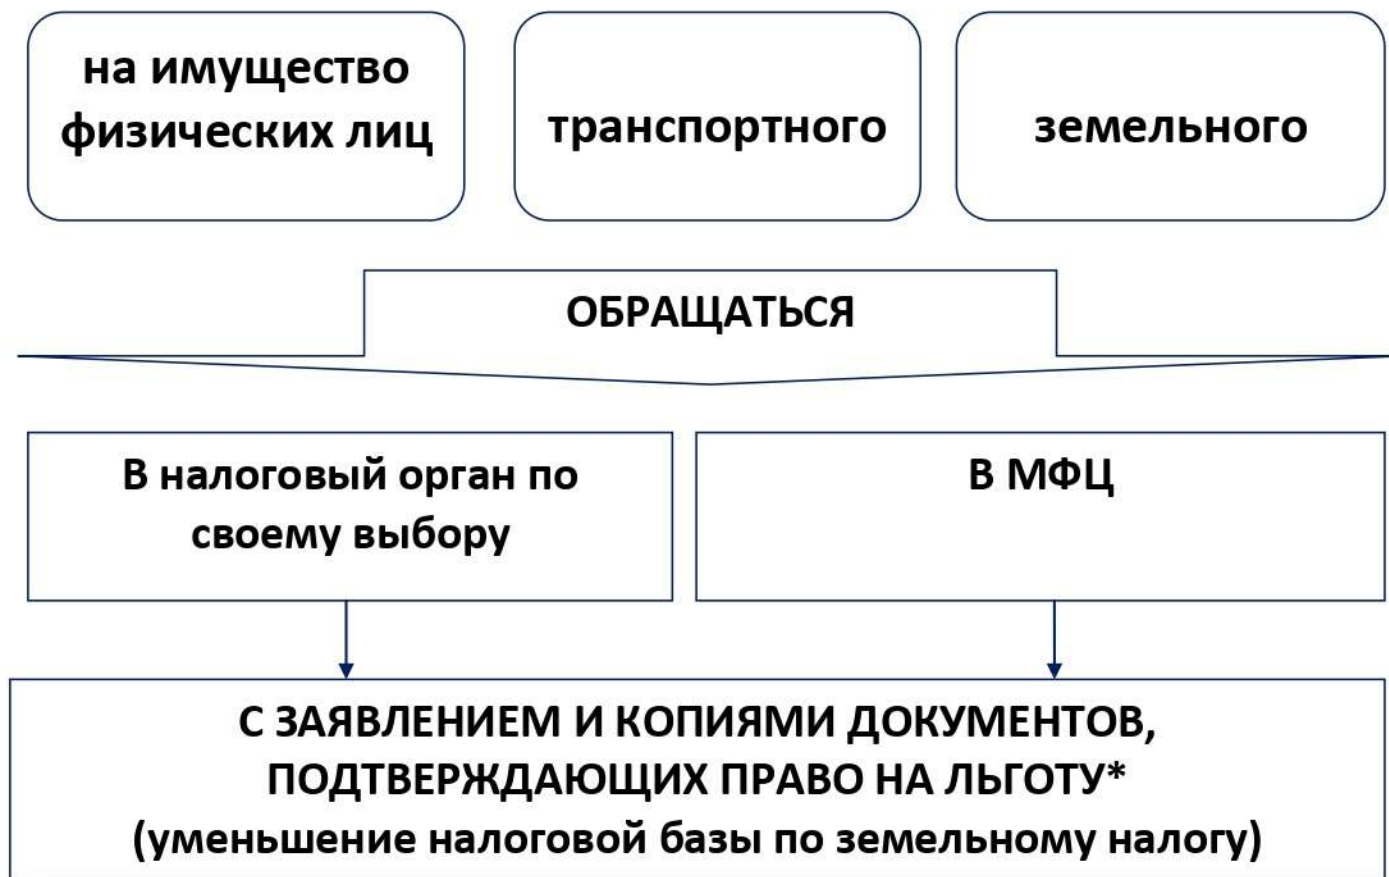 на имущество
физических лиц
транспортного
земельного
ОБРАЩАТЬСЯ
В налоговый орган по
своему выбору
В МФЦ
С ЗАЯВЛЕНИЕМ И КОПИЯМИ ДОКУМЕНТОВ,
ПОДТВЕРЖДАЮЩИХ ПРАВО НА ЛЬГОТУ*
(уменьшение налоговой базы по земельному налогу)